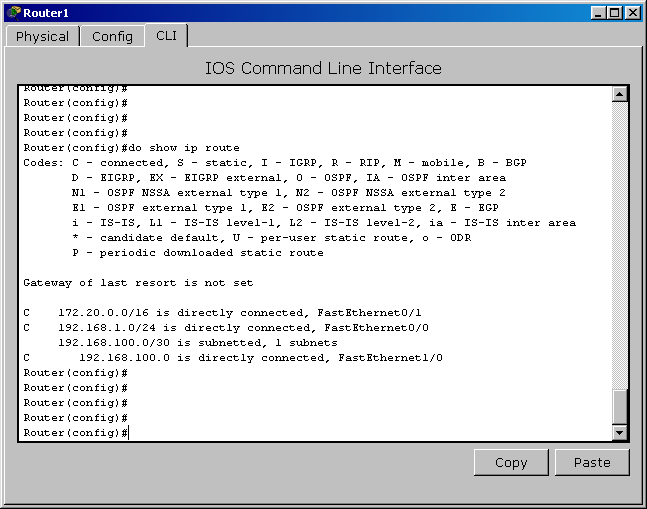 Router1
Physical Config CLI
IOS Command Line Interface
Router(config)#
Router(config)#
Router(config)#
Router(config)#
Router(config)#do show ip route
Codes: C - connected, S - static, I - IGRP, R - RIP, M - mobile, B - BGP
D - EIGRP, EX - EIGRP external, O - OSPF, IA - OSPF inter area
N1 - OSPF NSSA external type 1, N2 - OSPF NSSA external type 2
E1 - OSPF external type 1, E2 - OSPF external type 2, E - EGP
i - IS-IS, L1 - IS-IS level-1, L2 - IS-IS level-2, ia - IS-IS inter area
* - candidate default, U - per-user static route, o - ODR
P - periodic downloaded static route
Gateway of last resort is not set
C 172.20.0.0/16 is directly connected, FastEthernet0/1
C 192.168.1.0/24 is directly connected, FastEthernet0/0
192.168.100.0/30 is subnetted, 1 subnets
C 192.168.100.0 is directly connected, FastEthernet1/0
Router(config)#
Router(config)#
Router(config)#
Router(config)#
Router(config)#
Copy Paste